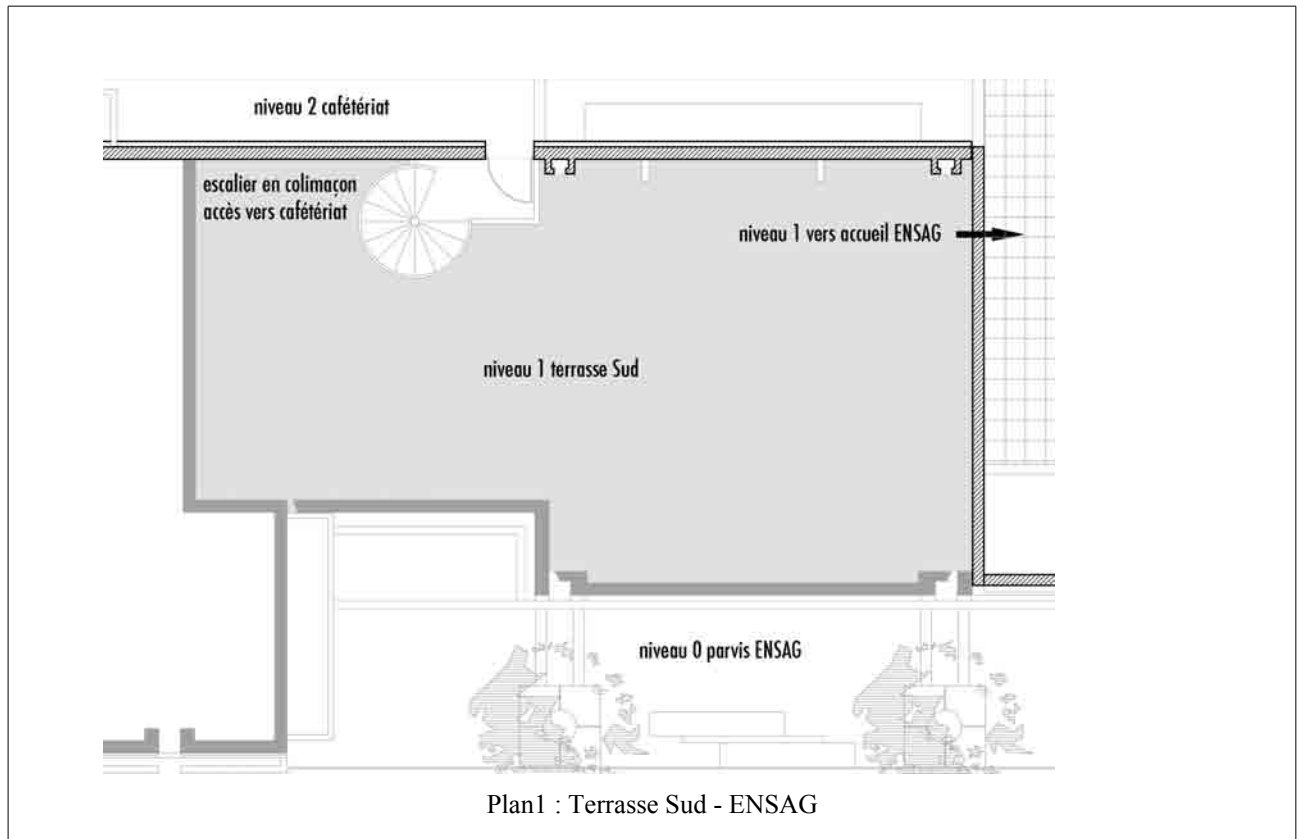 niveau 2 cafétériat
escalier en colimaçon
accès vers cafétériat
niveau 1 vers accueil ENSAG
niveau 1 terrasse Sud
niveau 0 parvis ENSAG
Plan1 : Terrasse Sud - ENSAG